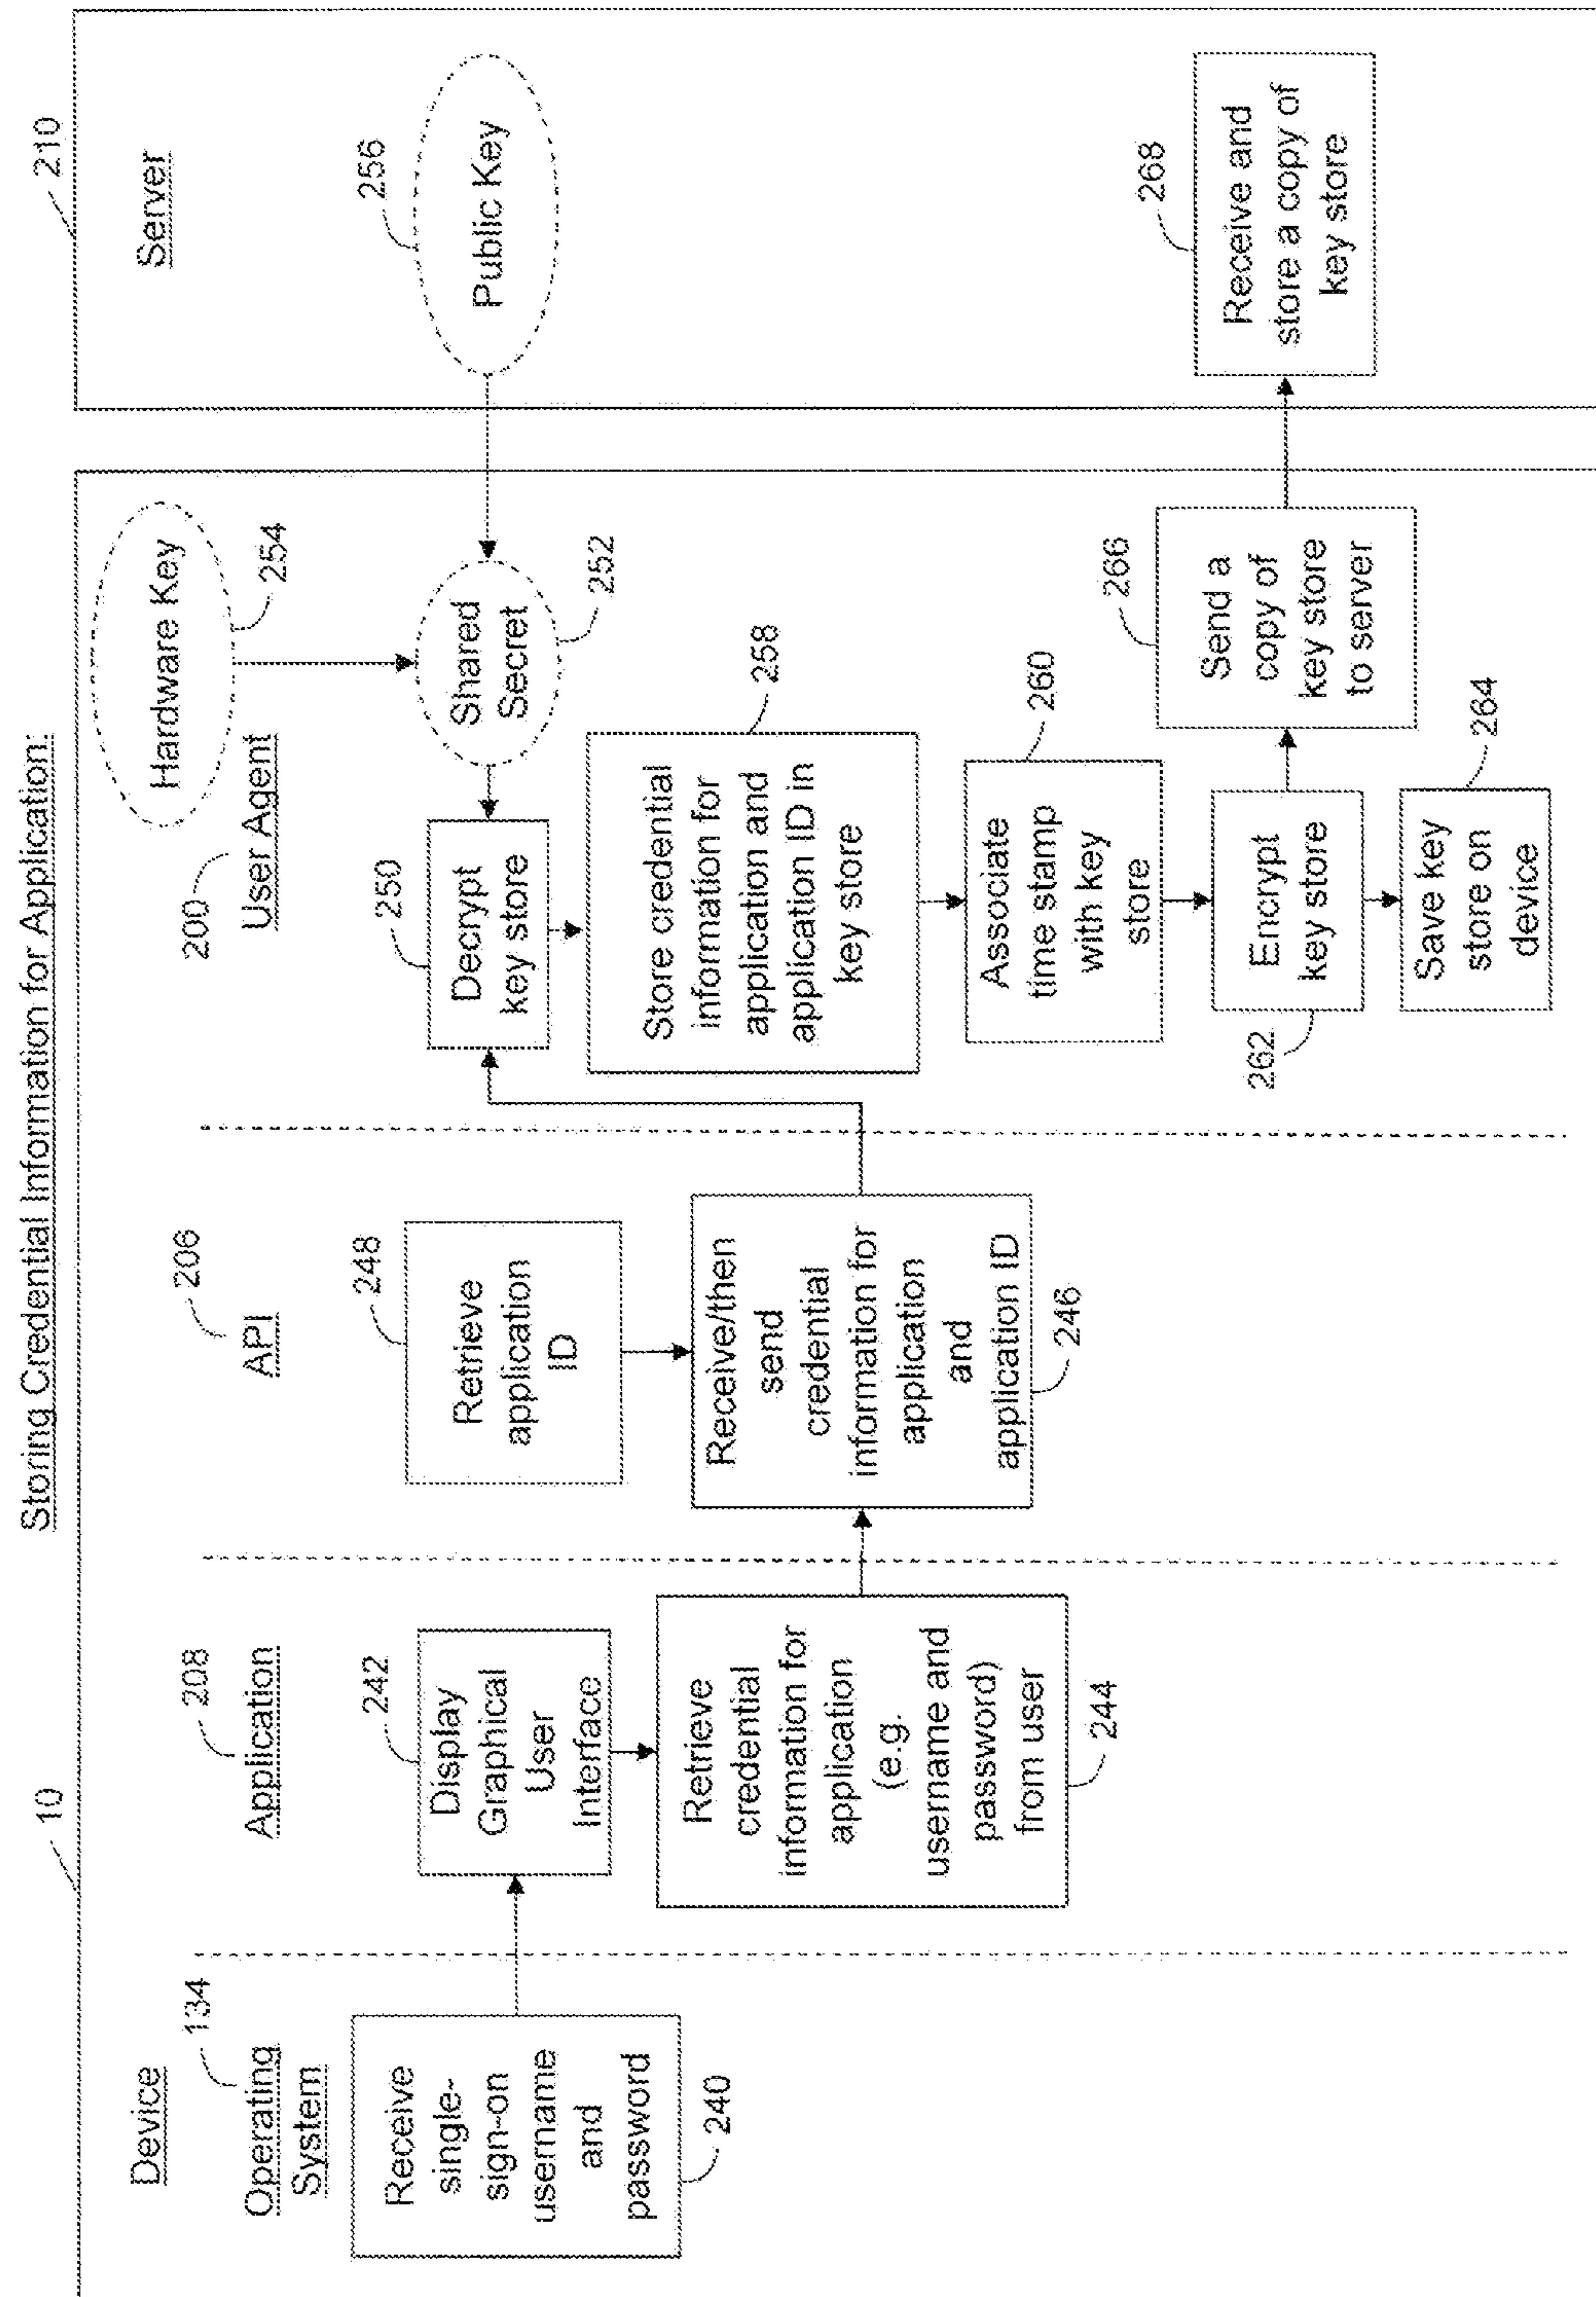 Storing Credential Information for Application:
10
210
Device
Server
134
Operating
System
208
Application
206
API
200
User Agent
Hardware Key
254
Receive
single-
sign-on
username
and
password
240
242
Display
Graphical
User
Interface
Retrieve
credential
information for
application
(e.g.
username and
password)
from user
244
248
Retrieve
application
ID
Receive/then
send
credential
information for
application
and
application ID
246
250
Decrypt
key store
Shared
Secret
252
256
Public Key
258
Store credential
information for
application and
application ID in
key store
260
Associate
time stamp
with key
store
262
Encrypt
key store
264
Save key
store on
device
266
Send a
copy of
key store
to server
268
Receive and
store a copy of
key store